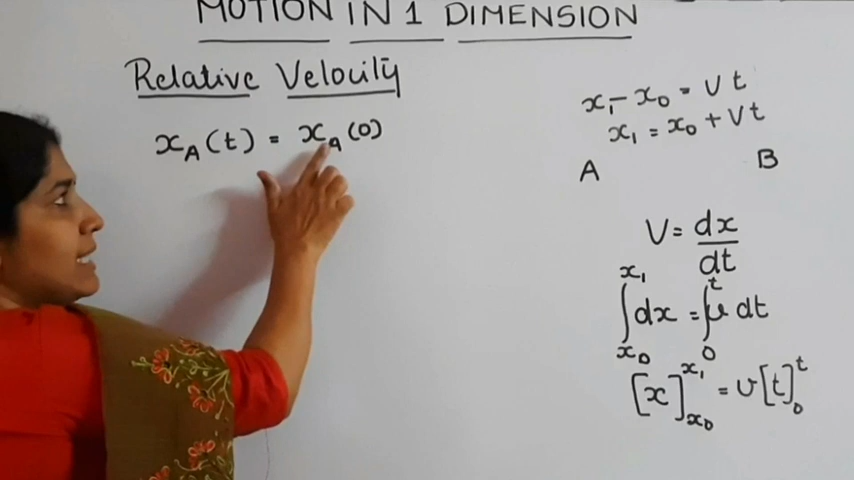 MOTION IN 1 DIMENSION
Relative Velocity
x_A(t) = x_A(0)
x₁ - x₀ = Vt
x₁ = x₀ + Vt
A B
V = dx/dt
∫_{x₀}^{x₁} dx = ∫_0^t v dt
[x]_{x₀}^{x₁} = v[t]_0^t